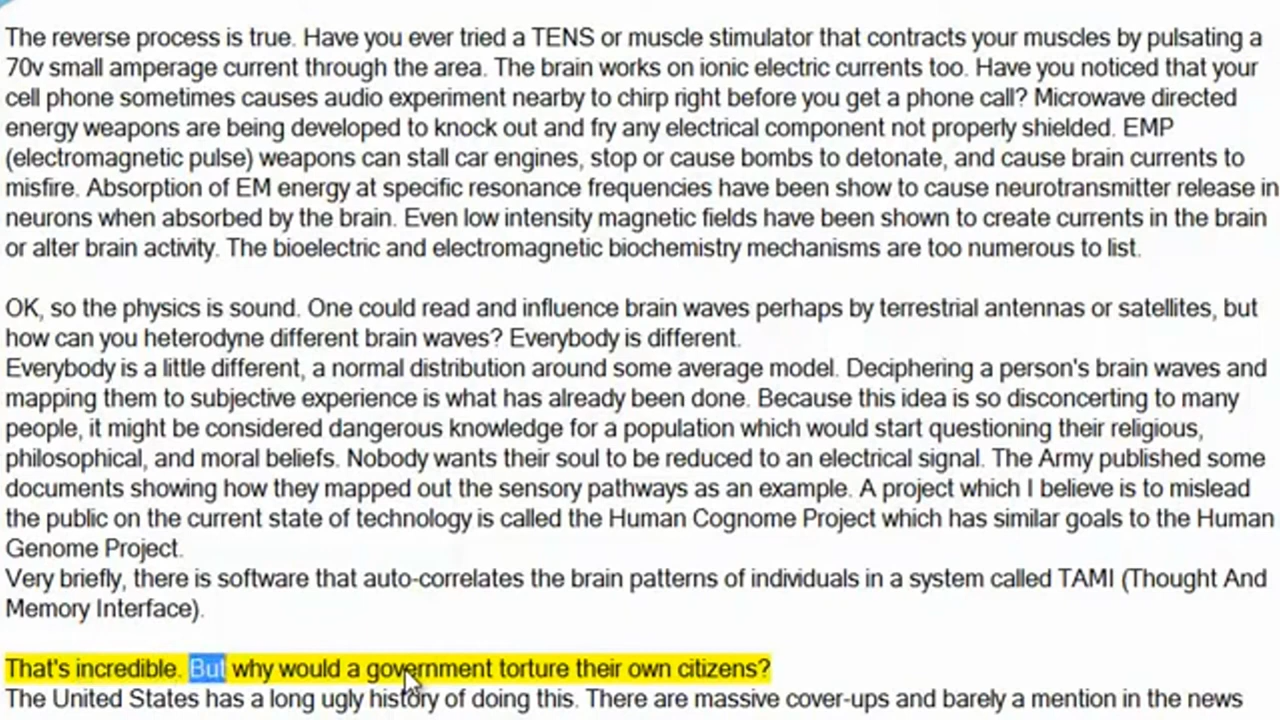 The reverse process is true. Have you ever tried a TENS or muscle stimulator that contracts your muscles by pulsating a
70v small amperage current through the area. The brain works on ionic electric currents too. Have you noticed that your
cell phone sometimes causes audio experiment nearby to chirp right before you get a phone call? Microwave directed
energy weapons are being developed to knock out and fry any electrical component not properly shielded. EMP
(electromagnetic pulse) weapons can stall car engines, stop or cause bombs to detonate, and cause brain currents to
misfire. Absorption of EM energy at specific resonance frequencies have been show to cause neurotransmitter release in
neurons when absorbed by the brain. Even low intensity magnetic fields have been shown to create currents in the brain
or alter brain activity. The bioelectric and electromagnetic biochemistry mechanisms are too numerous to list.
OK, so the physics is sound. One could read and influence brain waves perhaps by terrestrial antennas or satellites, but
how can you heterodyne different brain waves? Everybody is different.
Everybody is a little different, a normal distribution around some average model. Deciphering a person's brain waves and
mapping them to subjective experience is what has already been done. Because this idea is so disconcerting to many
people, it might be considered dangerous knowledge for a population which would start questioning their religious,
philosophical, and moral beliefs. Nobody wants their soul to be reduced to an electrical signal. The Army published some
documents showing how they mapped out the sensory pathways as an example. A project which I believe is to mislead
the public on the current state of technology is called the Human Cognome Project which has similar goals to the Human
Genome Project.
Very briefly, there is software that auto-correlates the brain patterns of individuals in a system called TAMI (Thought And
Memory Interface).
That's incredible. But why would a government torture their own citizens?
The United States has a long ugly history of doing this. There are massive cover-ups and barely a mention in the news